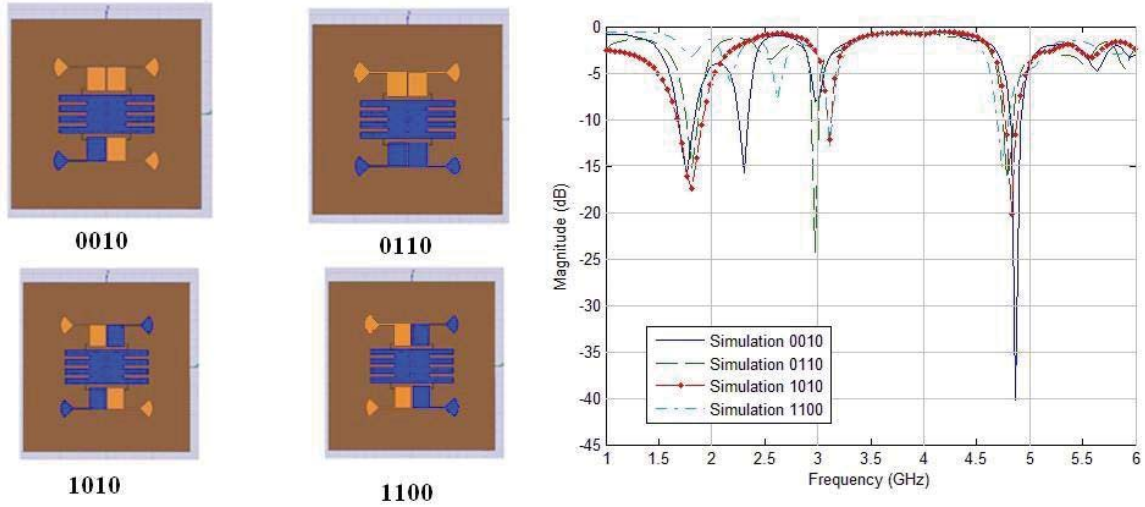 0010
0110
1010
1100
Magnitude (dB)
0
-5
-10
-15
-20
-25
-30
-35
-40
-45
Simulation 0010
Simulation 0110
Simulation 1010
Simulation 1100
1 1.5 2 2.5 3 3.5 4 4.5 5 5.5 6
Frequency (GHz)